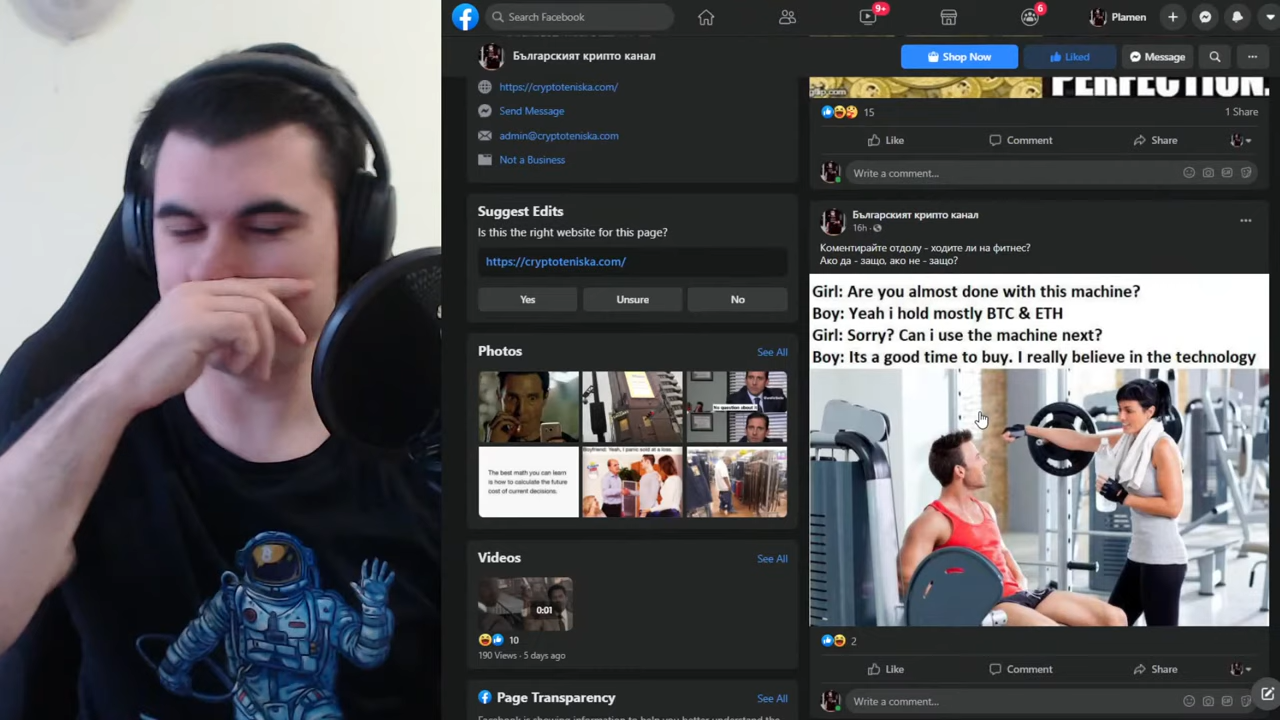 Search Facebook
9+
6
Plamen
Българският крипто канал
Shop Now
Liked
Message
https://cryptoteniska.com/
Send Message
admin@cryptoteniska.com
Not a Business
Suggest Edits
Is this the right website for this page?
https://cryptoteniska.com/
Yes
Unsure
No
Photos
See All
The best math you can learn
is how to calculate the future
cost of current decisions.
Boyfriend: Yeah, I panic sold at a loss.
Videos
See All
0:01
10
190 Views · 5 days ago
Page Transparency
See All
PERFECTION.
15
1 Share
Like
Comment
Share
Write a comment...
Българският крипто канал
16h ·
Коментирайте отдолу - ходите ли на фитнес?
Ако да - защо, ако не - защо?
Girl: Are you almost done with this machine?
Boy: Yeah i hold mostly BTC & ETH
Girl: Sorry? Can i use the machine next?
Boy: Its a good time to buy. I really believe in the technology
2
Like
Comment
Share
Write a comment...